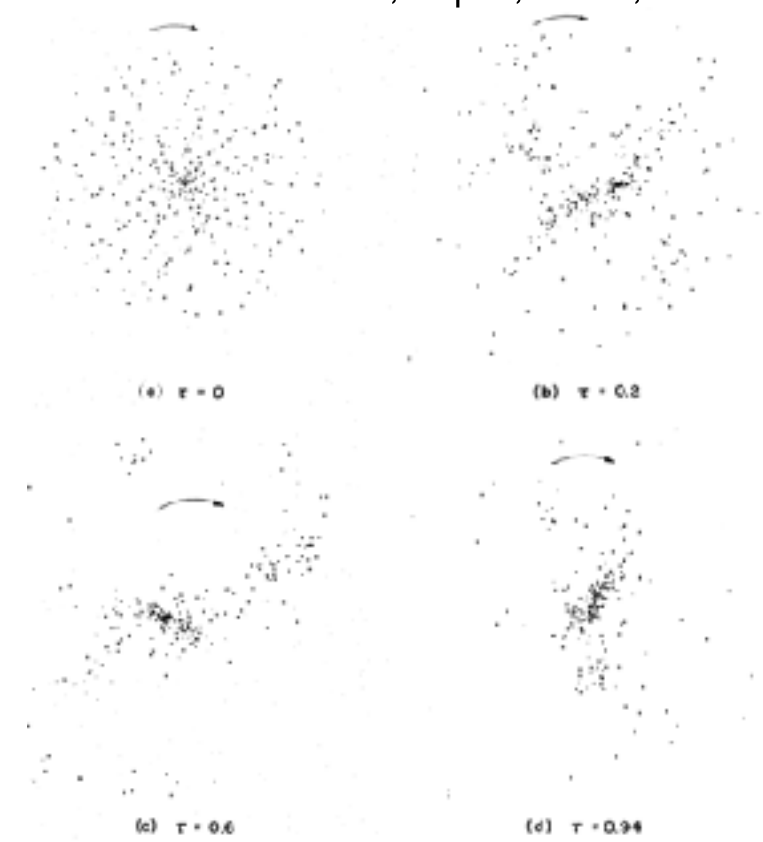 (a) τ = 0
(b) τ = 0.2
(c) τ = 0.6
(d) τ = 0.94